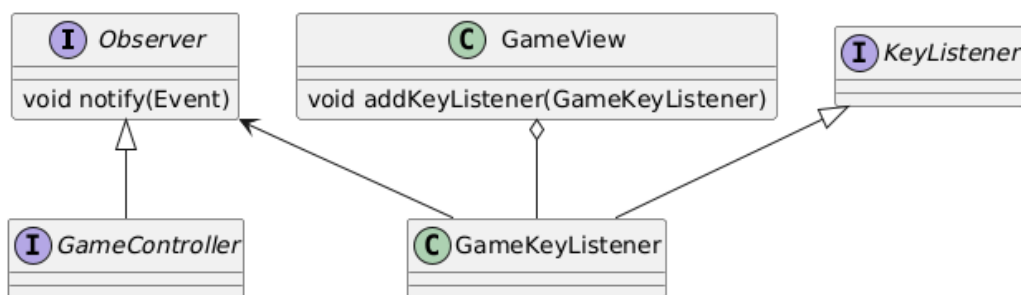 I Observer
void notify(Event)
C GameView
void addKeyListener(GameKeyListener)
I KeyListener
I GameController
C GameKeyListener